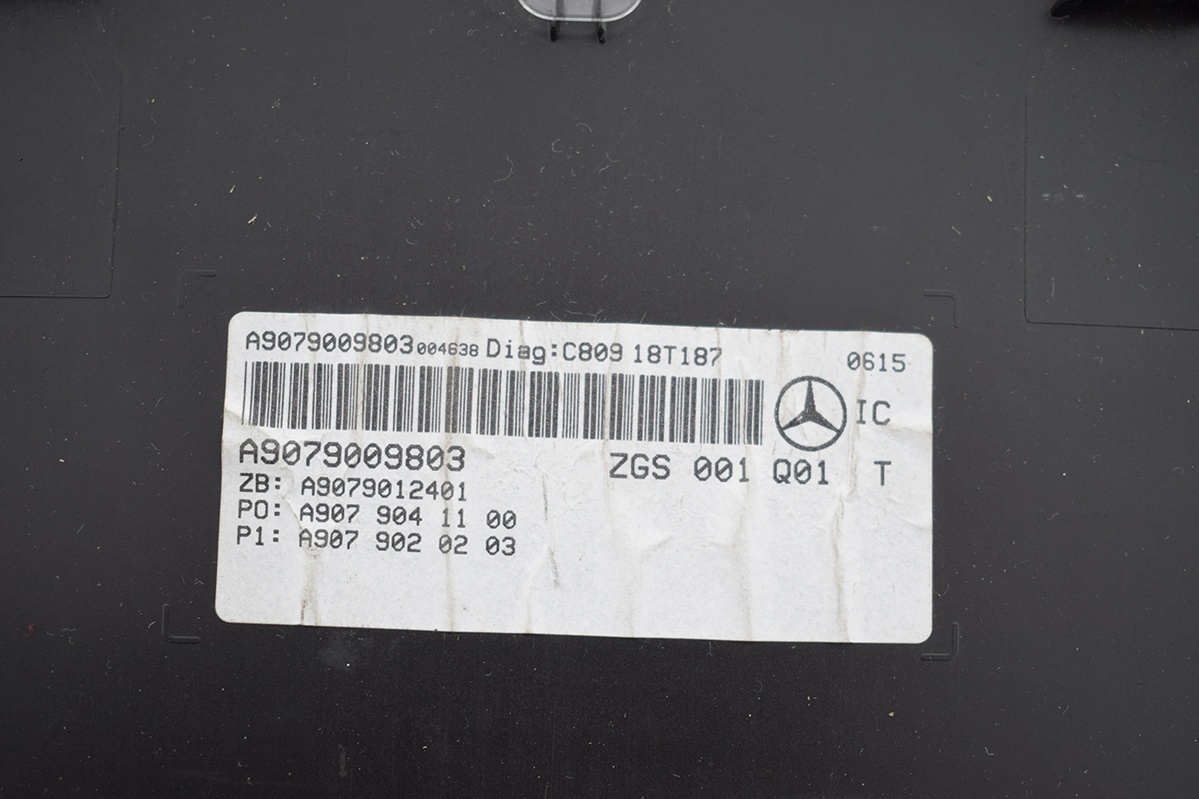 A9079009803 004638 Diag:C809 18T187 0615
IC
A9079009803 ZGS 001 Q01 T
ZB: A9079012401
P0: A907 904 11 00
P1: A907 902 02 03